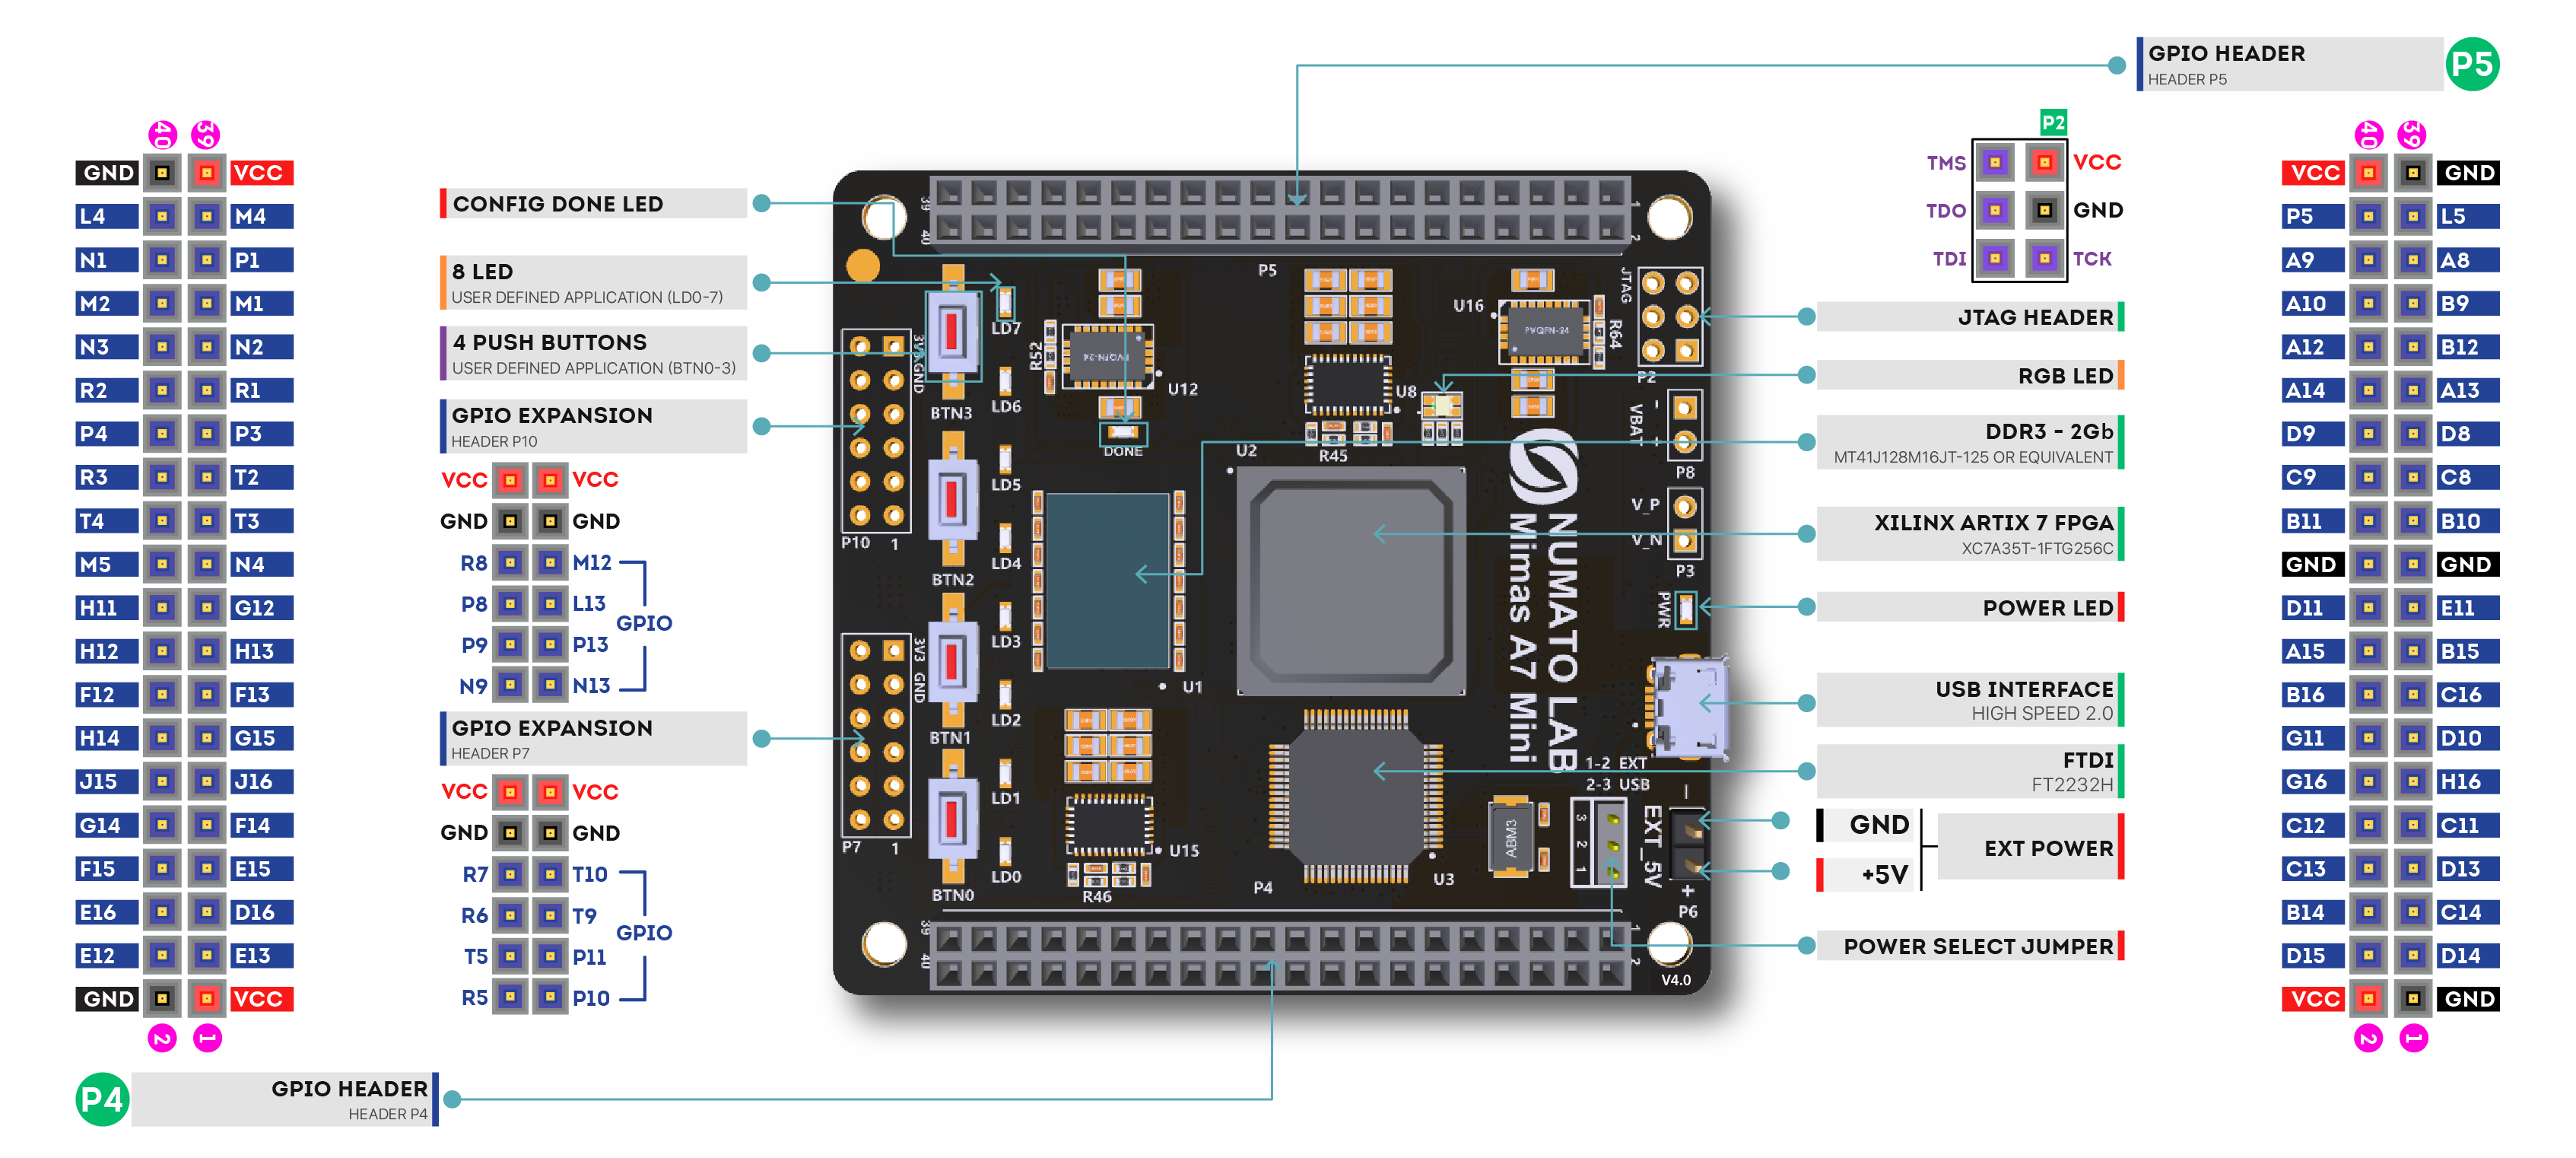 GPIO HEADER
HEADER P5
P5
40 39
GND VCC
L4 M4
N1 P1
M2 M1
N3 N2
R2 R1
P4 P3
R3 T2
T4 T3
M5 N4
H11 G12
H12 H13
F12 F13
H14 G15
J15 J16
G14 F14
F15 E15
E16 D16
E12 E13
GND VCC
2 1
P4
GPIO HEADER
HEADER P4
CONFIG DONE LED
8 LED
USER DEFINED APPLICATION (LD0-7)
4 PUSH BUTTONS
USER DEFINED APPLICATION (BTN0-3)
GPIO EXPANSION
HEADER P10
VCC VCC
GND GND
R8 M12
P8 L13
P9 P13
N9 N13
GPIO
GPIO EXPANSION
HEADER P7
VCC VCC
GND GND
R7 T10
R6 T9
T5 P11
R5 P10
GPIO
39
40
1
2
P5
JTAG
P2
U16
PVQFN-24
R64
LD7
R52
PVQFN-24
U12
3V3 GND
BTN3
LD6
U8
VBAT
-
+
P8
DONE
R45
U2
LD5
V_P
V_N
P3
P10 1
BTN2
LD4
NUMATO LAB
Mimas A7 Mini
PWR
LD3
3V3 GND
U1
LD2
BTN1
1-2 EXT
2-3 USB
LD1
3
2
1
EXT_5V
-
+
P6
ABM3
P7 1
U15
LD0
BTN0
R46
P4
U3
39
40
1
2
V4.0
P2
TMS VCC
TDO GND
TDI TCK
JTAG HEADER
RGB LED
DDR3 - 2Gb
MT41J128M16JT-125 OR EQUIVALENT
XILINX ARTIX 7 FPGA
XC7A35T-1FTG256C
POWER LED
USB INTERFACE
HIGH SPEED 2.0
FTDI
FT2232H
GND
+5V
EXT POWER
POWER SELECT JUMPER
40 39
VCC GND
P5 L5
A9 A8
A10 B9
A12 B12
A14 A13
D9 D8
C9 C8
B11 B10
GND GND
D11 E11
A15 B15
B16 C16
G11 D10
G16 H16
C12 C11
C13 D13
B14 C14
D15 D14
VCC GND
2 1